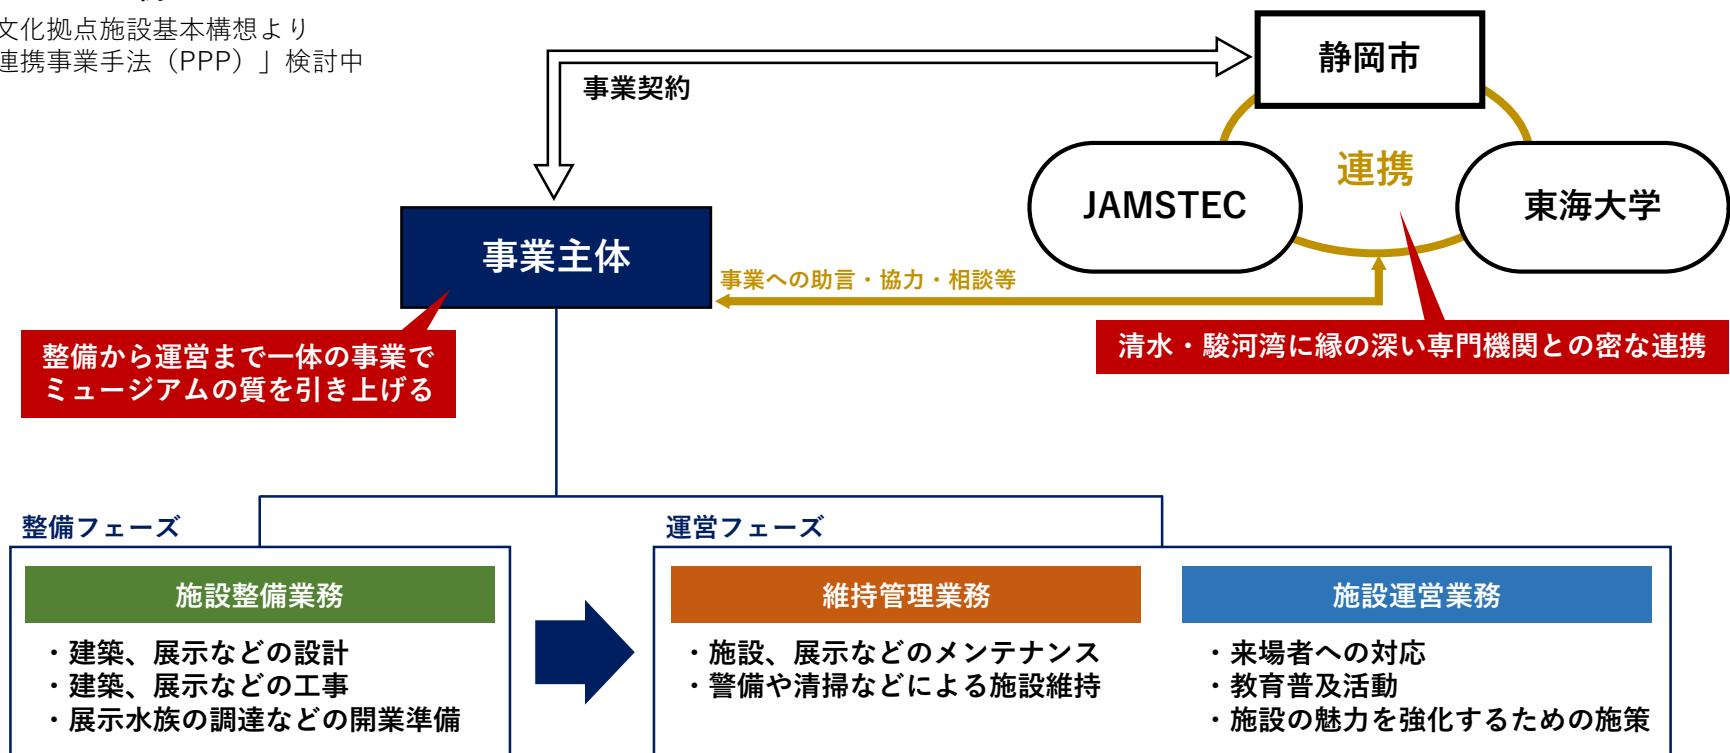 文化拠点施設基本構想より
連携事業手法（PPP）」検討中
静岡市
事業契約
連携
JAMSTEC
東海大学
事業主体
事業への助言・協力・相談等
整備から運営まで一体の事業で
ミュージアムの質を引き上げる
清水・駿河湾に縁の深い専門機関との密な連携
整備フェーズ
施設整備業務
・建築、展示などの設計
・建築、展示などの工事
・展示水族の調達などの開業準備
運営フェーズ
維持管理業務
・施設、展示などのメンテナンス
・警備や清掃などによる施設維持
施設運営業務
・来場者への対応
・教育普及活動
・施設の魅力を強化するための施策